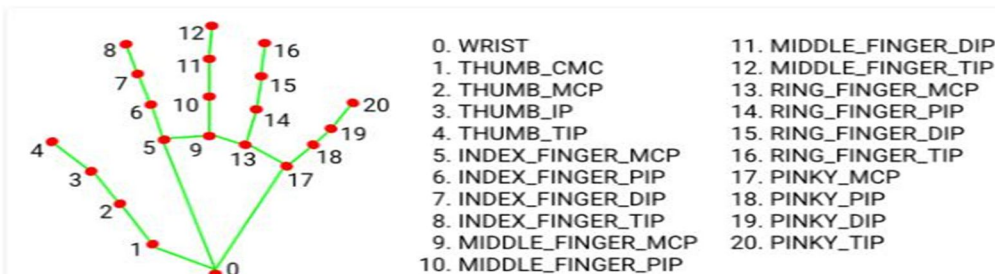 12
8
16
11
7
15
10
6
20
14
19
4
5
9
13
18
3
17
2
1
0
0. WRIST
1. THUMB_CMC
2. THUMB_MCP
3. THUMB_IP
4. THUMB_TIP
5. INDEX_FINGER_MCP
6. INDEX_FINGER_PIP
7. INDEX_FINGER_DIP
8. INDEX_FINGER_TIP
9. MIDDLE_FINGER_MCP
10. MIDDLE_FINGER_PIP
11. MIDDLE_FINGER_DIP
12. MIDDLE_FINGER_TIP
13. RING_FINGER_MCP
14. RING_FINGER_PIP
15. RING_FINGER_DIP
16. RING_FINGER_TIP
17. PINKY_MCP
18. PINKY_PIP
19. PINKY_DIP
20. PINKY_TIP